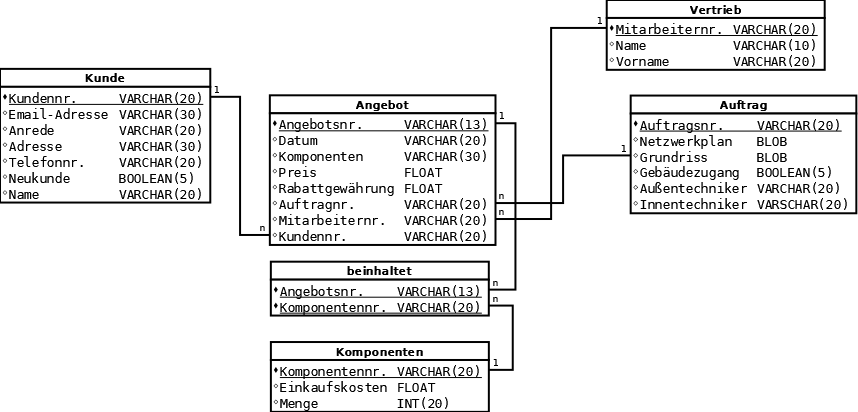 Vertrieb
Mitarbeiternr. VARCHAR(20)
Name VARCHAR(10)
Vorname VARCHAR(20)
1
Kunde
Kundennr. VARCHAR(20)
Email-Adresse VARCHAR(30)
Anrede VARCHAR(20)
Adresse VARCHAR(30)
Telefonnr. VARCHAR(20)
Neukunde BOOLEAN(5)
Name VARCHAR(20)
1
Angebot
Angebotsnr. VARCHAR(13)
Datum VARCHAR(20)
Komponenten VARCHAR(30)
Preis FLOAT
Rabattgewährung FLOAT
Auftragnr. VARCHAR(20)
Mitarbeiternr. VARCHAR(20)
Kundennr. VARCHAR(20)
1
n
n
n
Auftrag
Auftragsnr. VARCHAR(20)
Netzwerkplan BLOB
Grundriss BLOB
Gebäudezugang BOOLEAN(5)
Außentechniker VARCHAR(20)
Innentechniker VARSCHAR(20)
1
beinhaltet
Angebotsnr. VARCHAR(13)
Komponentennr. VARCHAR(20)
n
n
Komponenten
Komponentennr. VARCHAR(20)
Einkaufskosten FLOAT
Menge INT(20)
1